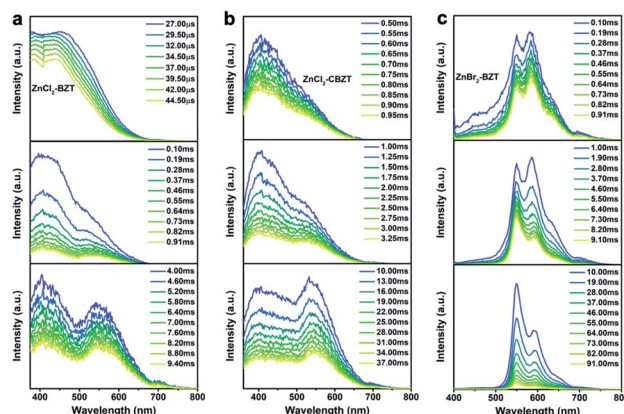 a
Intensity (a.u.)
ZnCl2-BZT
27.00μs
29.50μs
32.00μs
34.50μs
37.00μs
39.50μs
42.00μs
44.50μs
Intensity (a.u.)
0.10ms
0.19ms
0.28ms
0.37ms
0.46ms
0.55ms
0.64ms
0.73ms
0.82ms
0.91ms
Intensity (a.u.)
4.00ms
4.60ms
5.20ms
5.80ms
6.40ms
7.00ms
7.60ms
8.20ms
8.80ms
9.40ms
400 500 600 700 800
Wavelength (nm)
b
Intensity (a.u.)
ZnCl2-CBZT
0.50ms
0.55ms
0.60ms
0.65ms
0.70ms
0.75ms
0.80ms
0.85ms
0.90ms
0.95ms
Intensity (a.u.)
1.00ms
1.25ms
1.50ms
1.75ms
2.00ms
2.25ms
2.50ms
2.75ms
3.00ms
3.25ms
Intensity (a.u.)
10.00ms
13.00ms
16.00ms
19.00ms
22.00ms
25.00ms
28.00ms
31.00ms
34.00ms
37.00ms
400 500 600 700 800
Wavelength (nm)
c
Intensity (a.u.)
ZnBr2-BZT
0.10ms
0.19ms
0.28ms
0.37ms
0.46ms
0.55ms
0.64ms
0.73ms
0.82ms
0.91ms
Intensity (a.u.)
1.00ms
1.90ms
2.80ms
3.70ms
4.60ms
5.50ms
6.40ms
7.30ms
8.20ms
9.10ms
Intensity (a.u.)
10.00ms
19.00ms
28.00ms
37.00ms
46.00ms
55.00ms
64.00ms
73.00ms
82.00ms
91.00ms
400 500 600 700 80
Wavelength (nm)